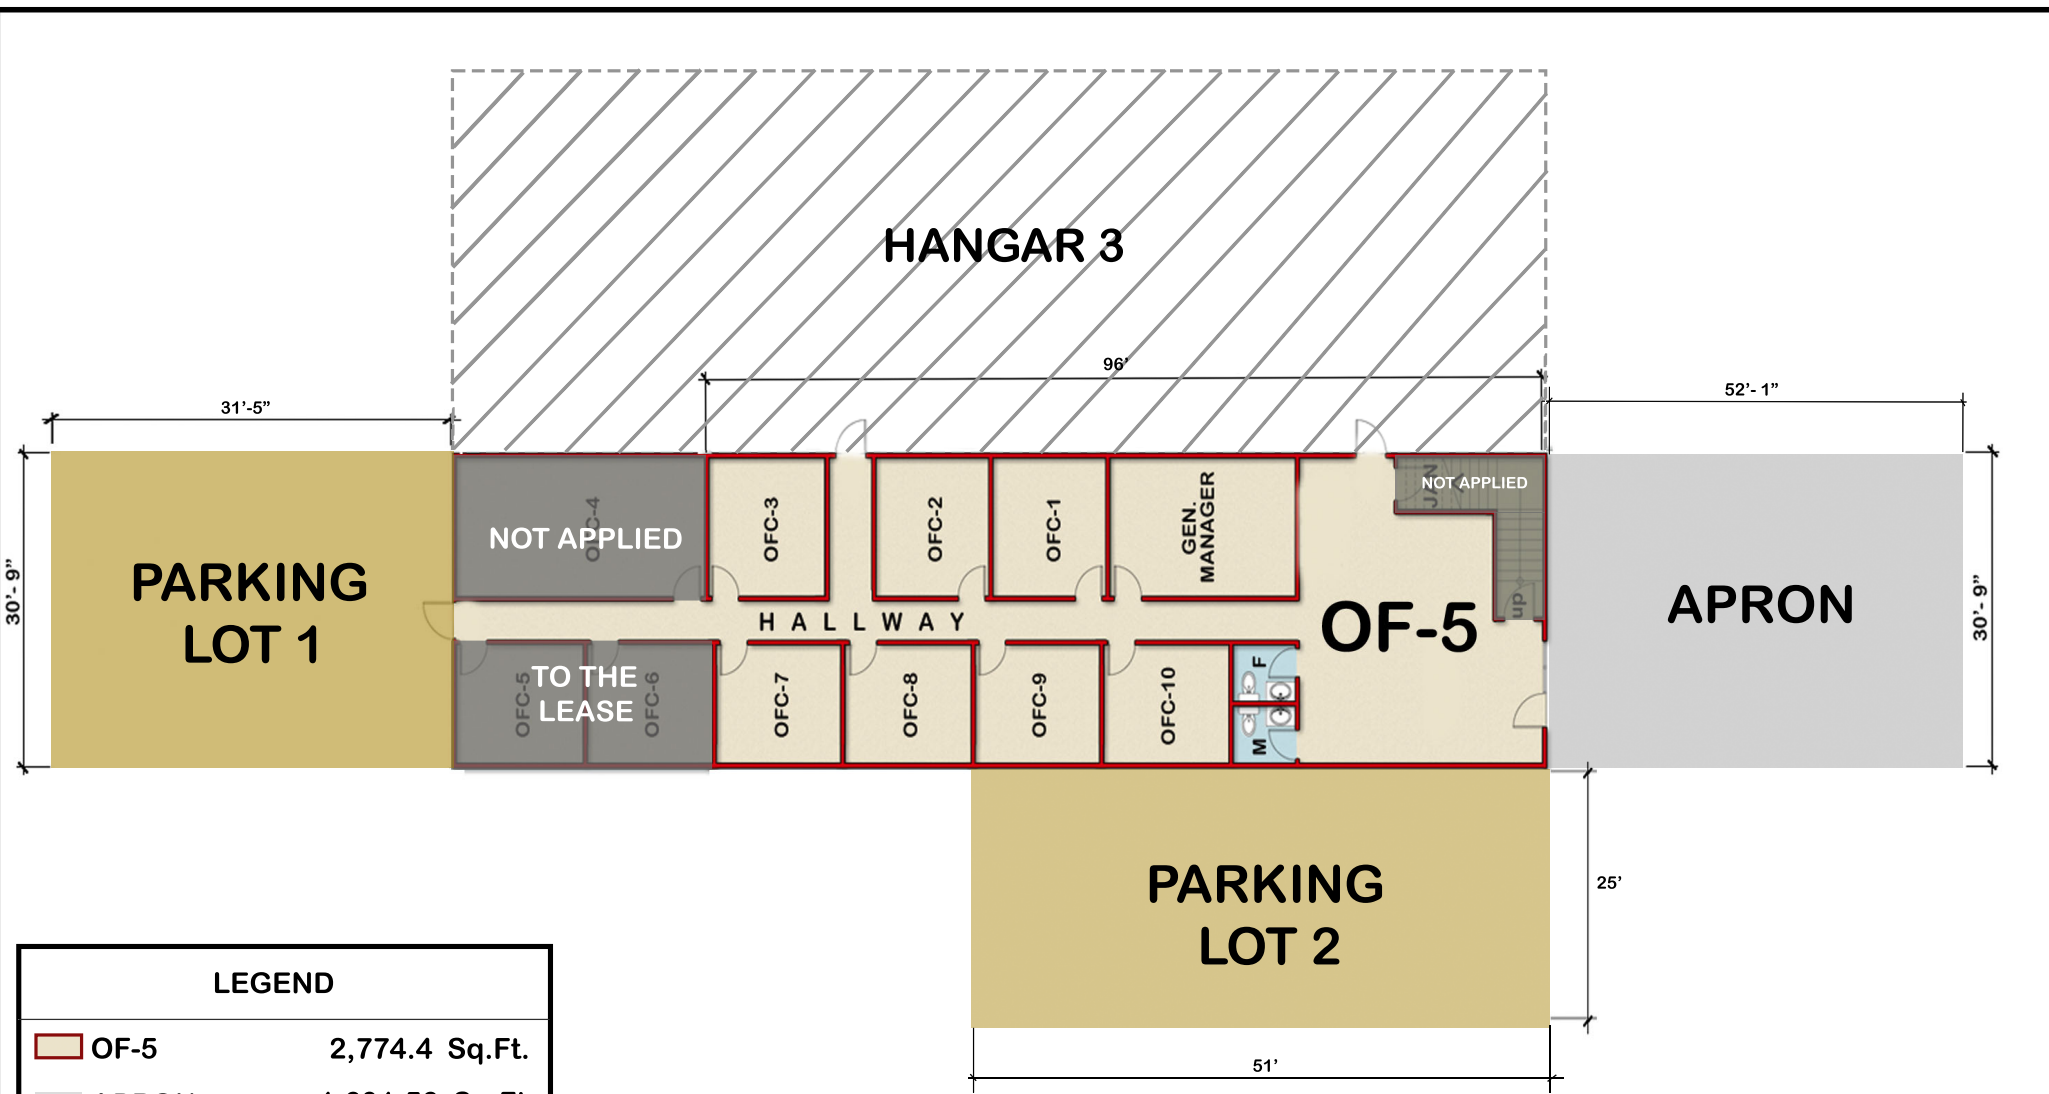 HANGAR 3
96’
31’-5”
52’- 1”
30’- 9”
PARKING
LOT 1
OFC-4
NOT APPLIED
OFC-3
OFC-2
OFC-1
GEN.
MANAGER
JAN
NOT APPLIED
up
HALLWAY
OF-5
APRON
30’- 9”
OFC-5
TO THE
LEASE
OFC-6
OFC-7
OFC-8
OFC-9
OFC-10
F
M
PARKING
LOT 2
25’
51’
LEGEND
OF-5 2,774.4 Sq.Ft.